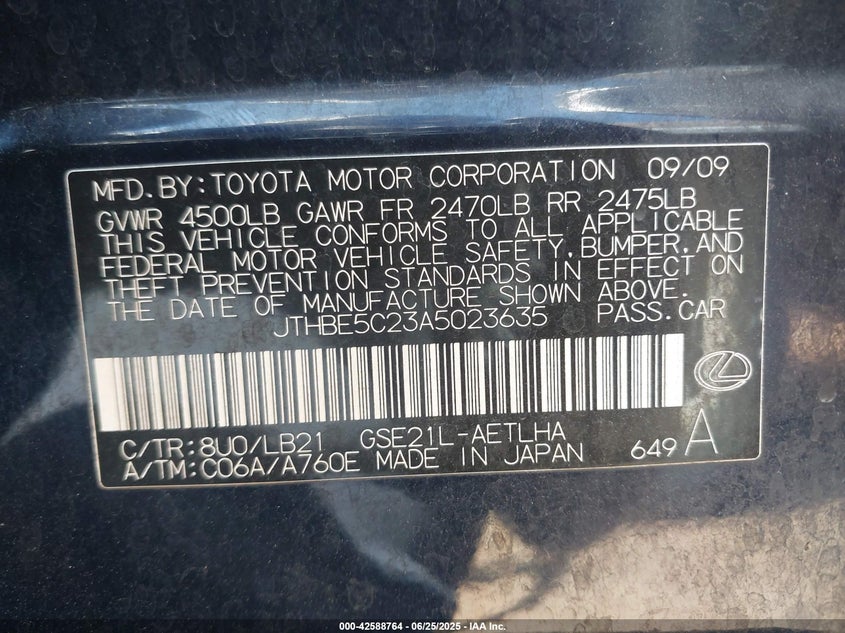 MFD.BY:TOYOTA MOTOR CORPORATION 09/09
GVWR 4500LB GAWR FR 2470LB RR 2475LB
THIS VEHICLE CONFORMS TO ALL APPLICABLE
FEDERAL MOTOR VEHICLE SAFETY,BUMPER,AND
THEFT PREVENTION STANDARDS IN EFFECT ON
THE DATE OF MANUFACTURE SHOWN ABOVE.
JTHBE5C23A5023635 PASS.CAR
C/TR:8U0/LB21 GSE21L-AETLHA
A/TM:C06A/A760E MADE IN JAPAN 649 A
000-42588764 / 06/25/2025 - IAA Inc.